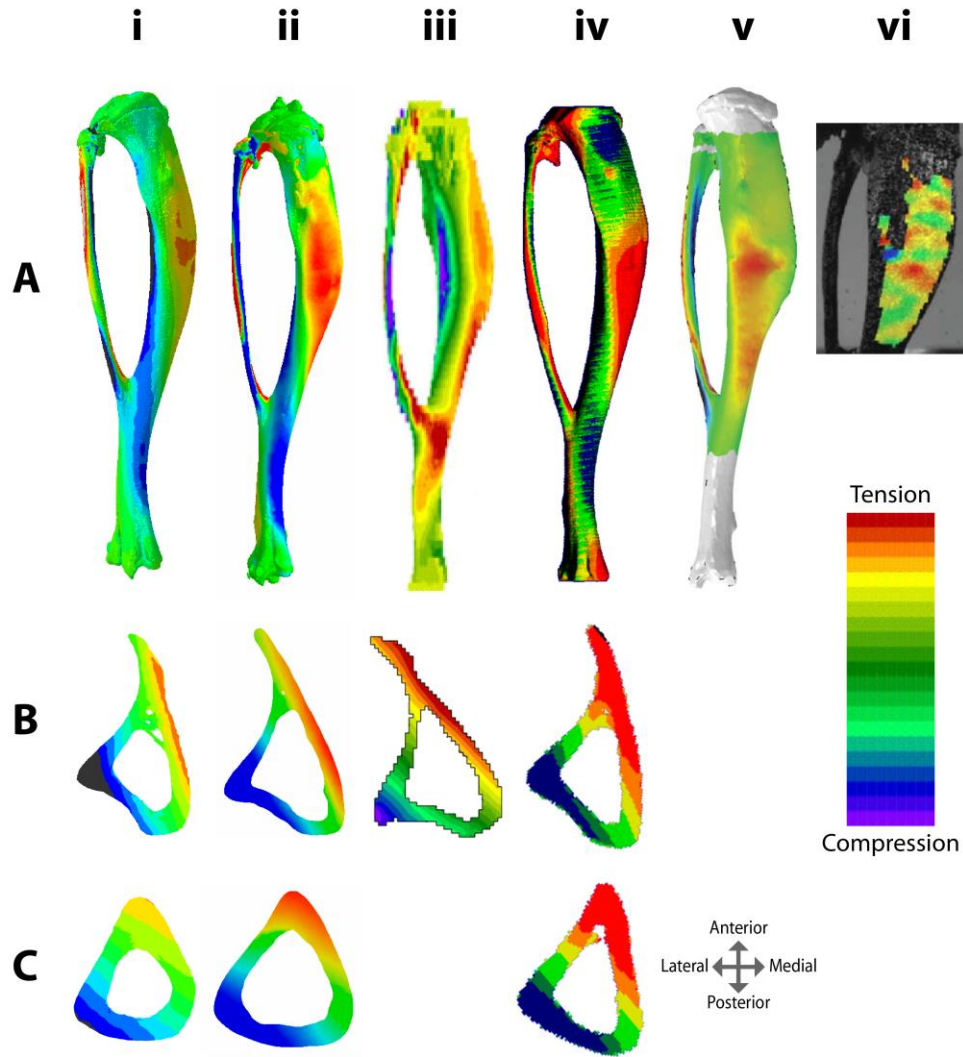 i ii iii iv v vi
A
Tension
B
Compression
C
Anterior
Lateral Medial
Posterior